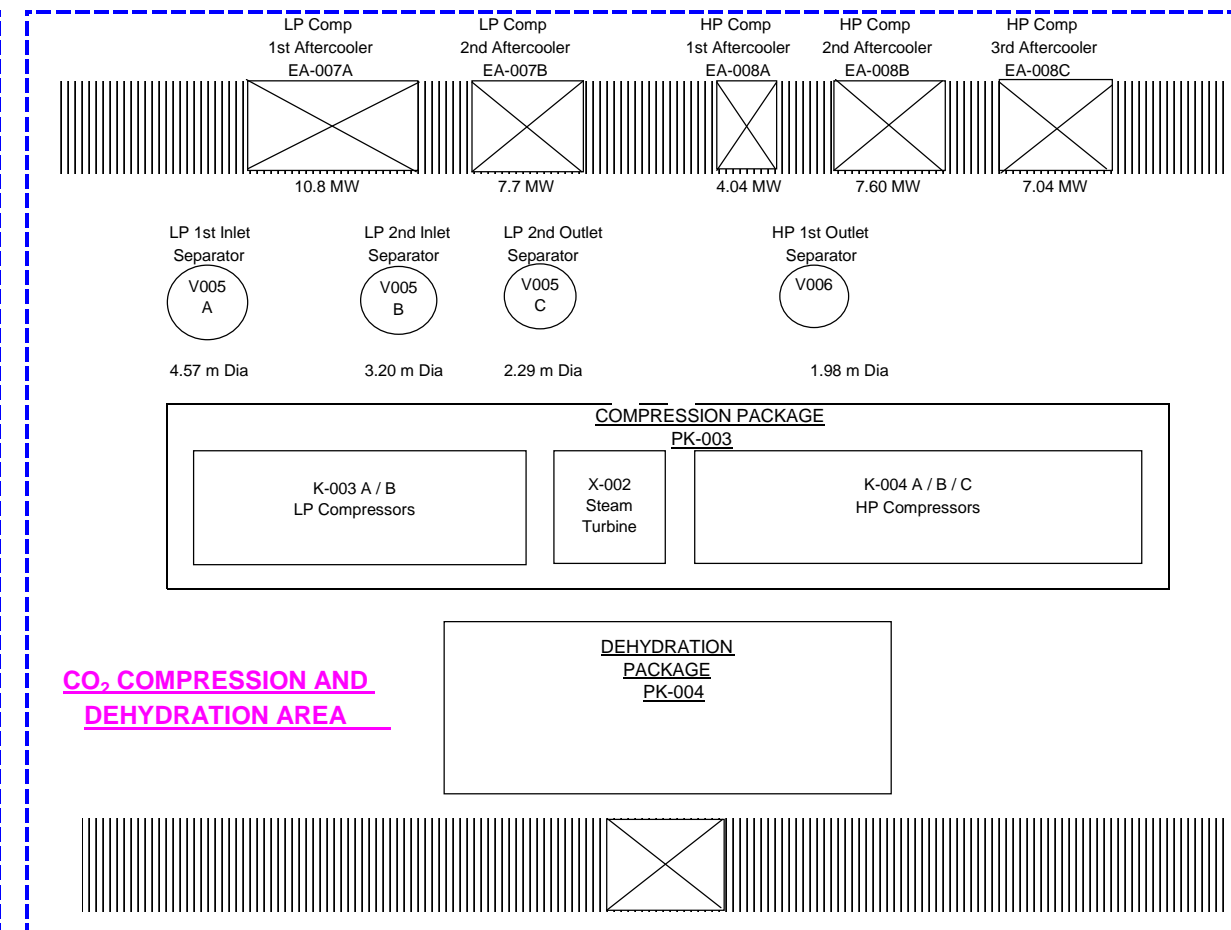 LP Comp
1st Aftercooler
EA-007A
LP Comp
2nd Aftercooler
EA-007B
HP Comp
1st Aftercooler
EA-008A
HP Comp
2nd Aftercooler
EA-008B
HP Comp
3rd Aftercooler
EA-008C
10.8 MW
7.7 MW
4.04 MW
7.60 MW
7.04 MW
LP 1st Inlet
Separator
V005
A
4.57 m Dia
LP 2nd Inlet
Separator
V005
B
3.20 m Dia
LP 2nd Outlet
Separator
V005
C
2.29 m Dia
HP 1st Outlet
Separator
V006
1.98 m Dia
COMPRESSION PACKAGE
PK-003
K-003 A / B
LP Compressors
X-002
Steam
Turbine
K-004 A / B / C
HP Compressors
DEHYDRATION
PACKAGE
PK-004
CO₂ COMPRESSION AND
DEHYDRATION AREA